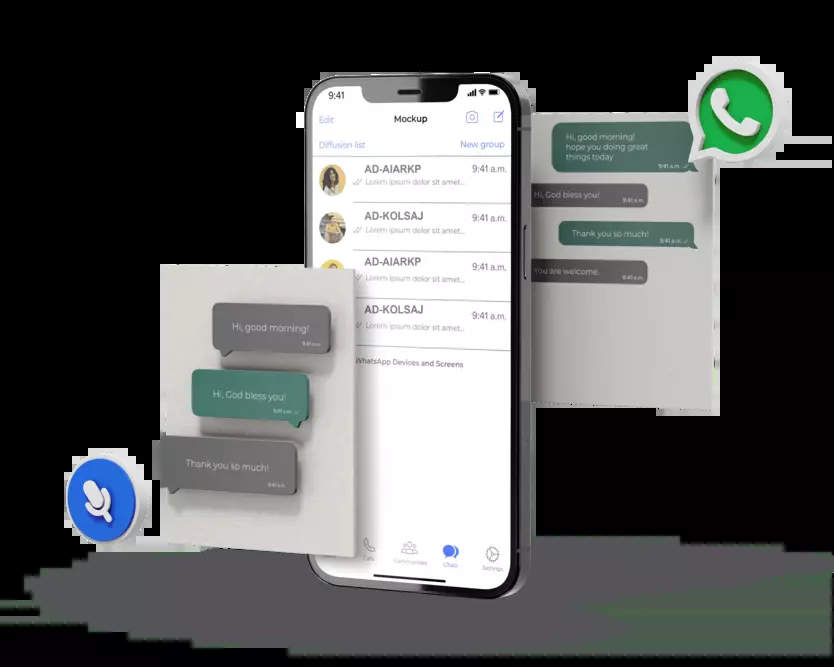 9:41
Edit
Mockup
Diffusion list
New group
AD-AIARKP
9:41 a.m.
Lorem ipsum dolor sit amet...
AD-KOLSAJ
9:41 a.m.
Lorem ipsum dolor sit amet...
AD-AIARKP
9:41 a.m.
Lorem ipsum dolor sit amet...
AD-KOLSAJ
9:41 a.m.
Lorem ipsum dolor sit amet...
WhatsApp Devices and Screens
Calls
Communities
Chats
Settings
Hi, good morning!
9:41 a.m.
Hi, God bless you!
9:41 a.m.
Thank you so much!
9:41 a.m.
Hi, good morning!
hope you doing great
things today
9:41 a.m.
Hi, God bless you!
9:41 a.m.
Thank you so much!
9:41 a.m.
You are welcome.
9:41 a.m.